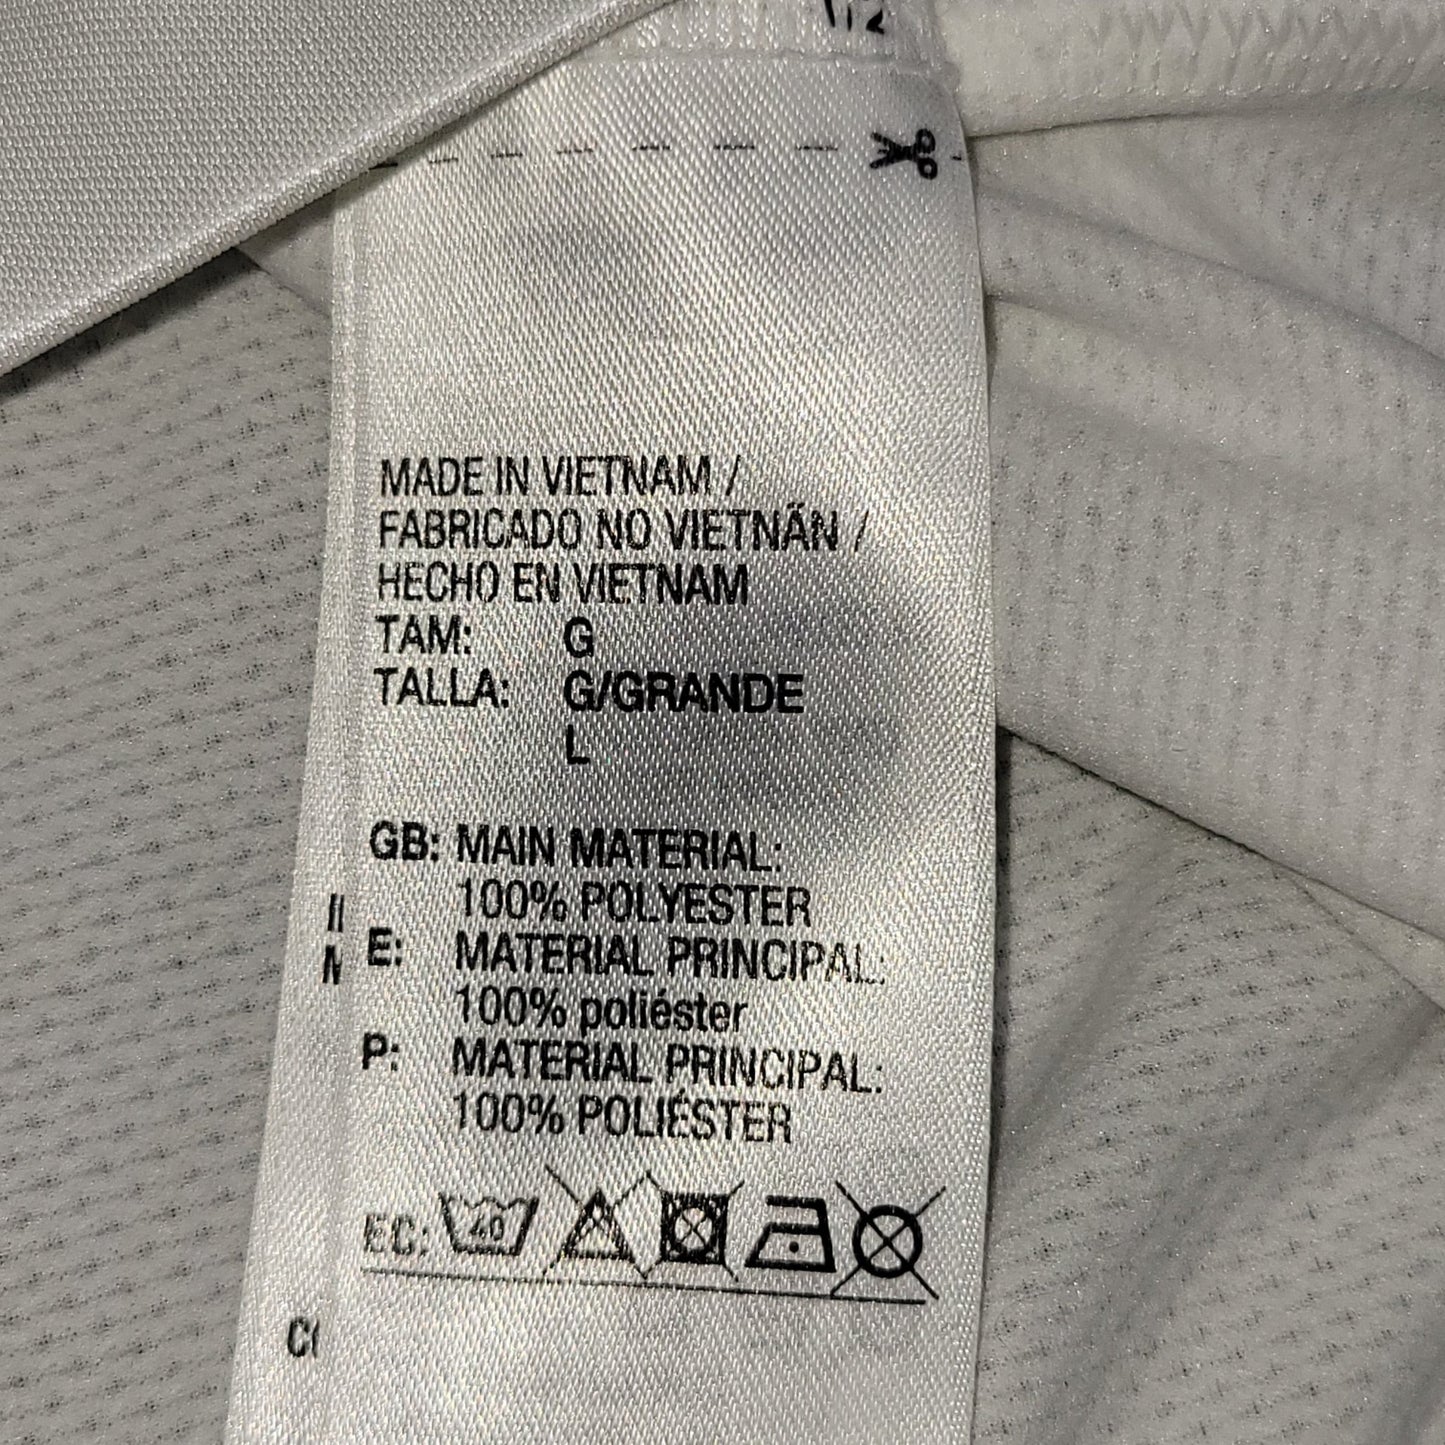 MADE IN VIETNAM /
FABRICADO NO VIETNÃN /
HECHO EN VIETNAM
TAM: G
TALLA: G/GRANDE
L
GB: MAIN MATERIAL:
100% POLYESTER
E: MATERIAL PRINCIPAL:
100% poliéster
P: MATERIAL PRINCIPAL:
100% POLIÉSTER
EC: 40